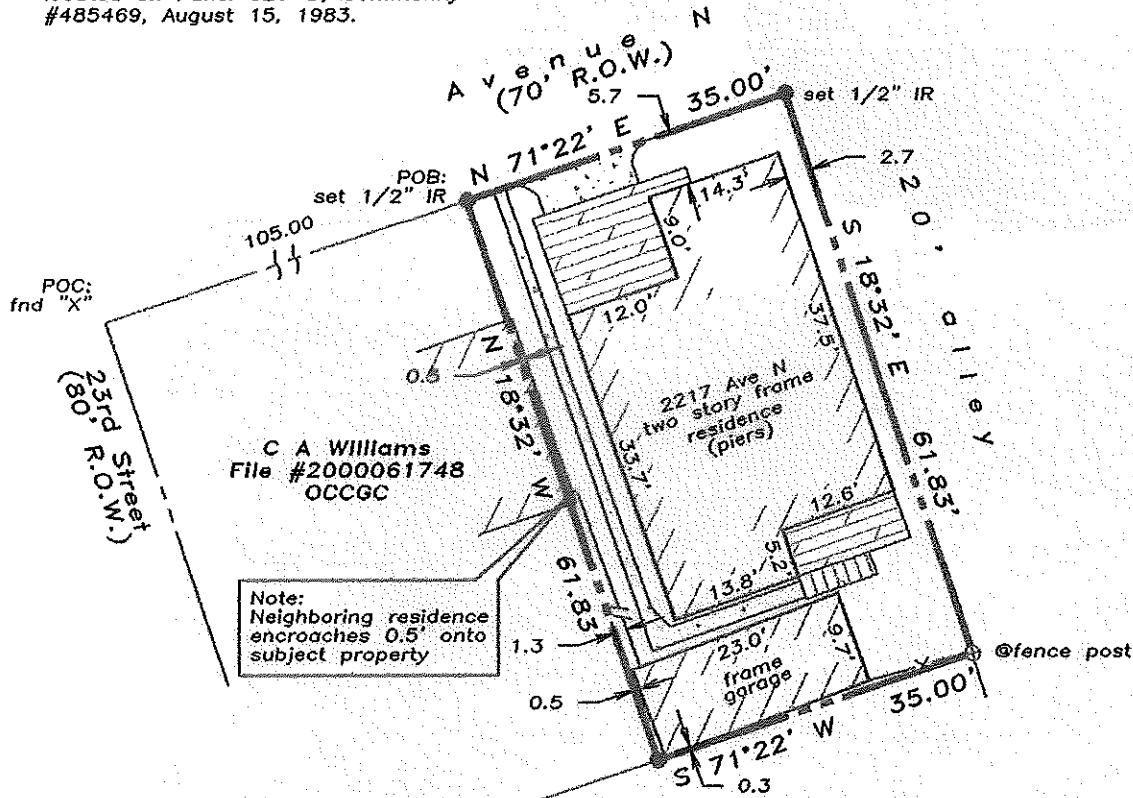 #485469, August 15, 1983.
Avenue N
(70' R.O.W.)
5.7
35.00'
set 1/2" IR
N 71°22' E
2.7
POB:
set 1/2" IR
14.3'
20' alley
105.00
9.0'
S 18°32' E
POC:
fnd "X"
12.0'
37.5'
0.5
N 18°32' W
2217 Ave N
two story frame
residence
(piers)
23rd Street
(80' R.O.W.)
C A Williams
File #2000061748
OCCGC
33.7'
61.83'
12.6'
5.2'
61.83
Note:
Neighboring residence
encroaches 0.5' onto
subject property
13.8'
1.3
23.0'
9.7'
frame
garage
@fence post
0.5
35.00'
S 71°22' W
0.3